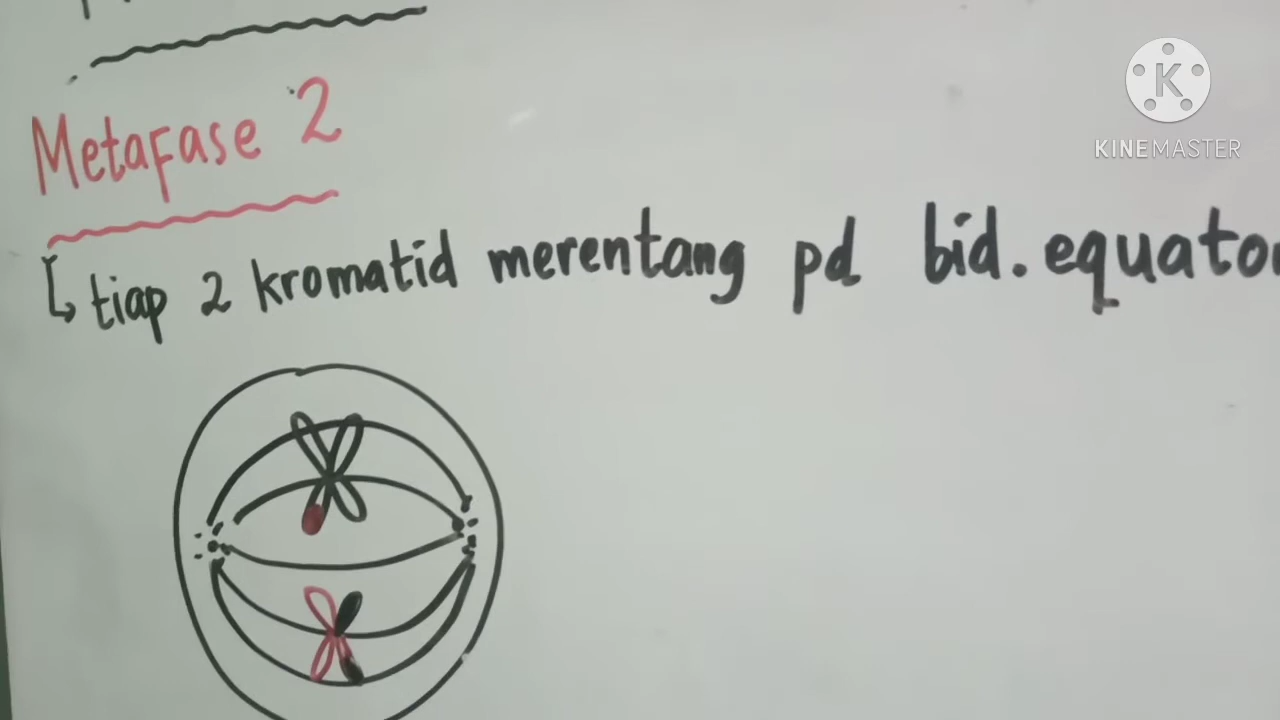 Metafase 2
tiap 2 kromatid merentang pd bid. equator
K
KINEMASTER